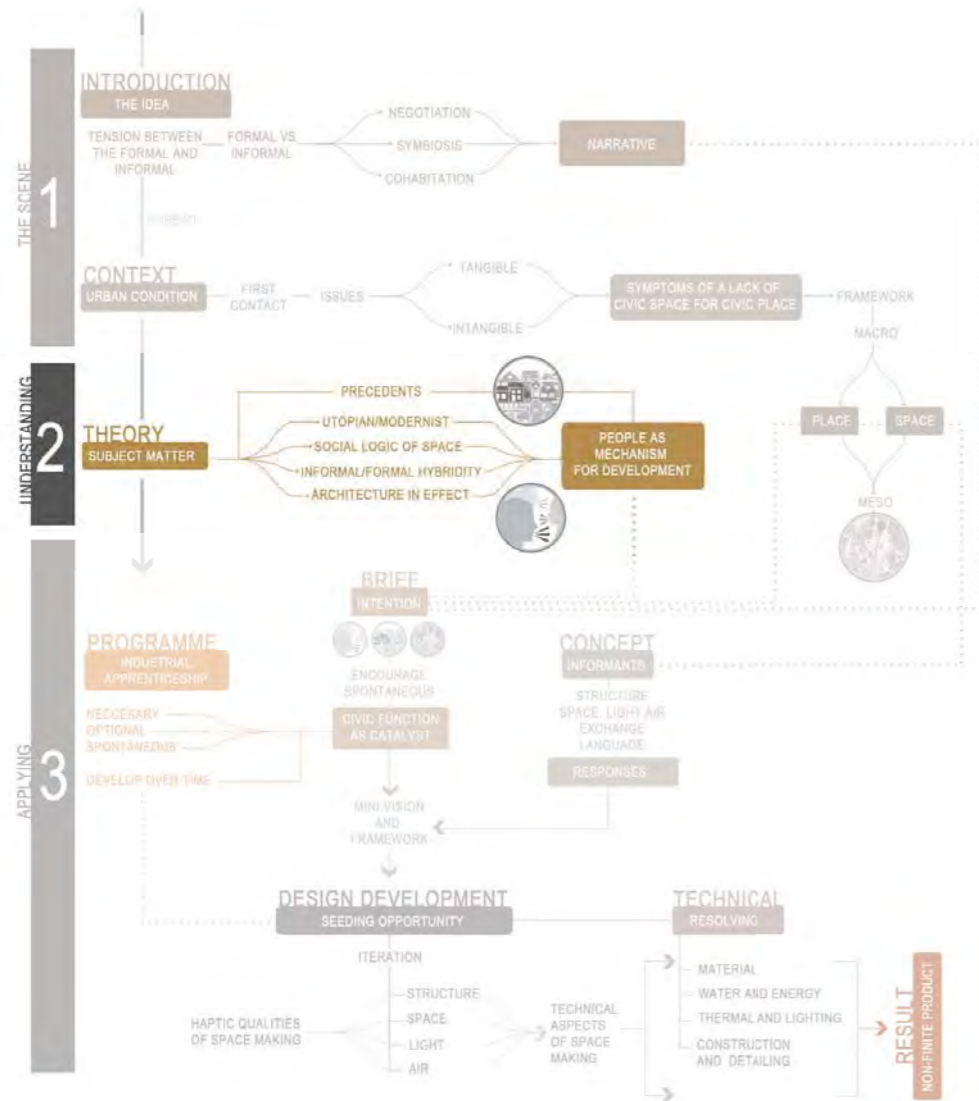 THE SCENE
1
INTRODUCTION
THE IDEA
TENSION BETWEEN
THE FORMAL AND
INFORMAL
FORMAL VS
INFORMAL
NEGOTIATION
SYMBIOSIS
COHABITATION
NARRATIVE
CONTEXT
URBAN CONDITION
FIRST
CONTACT
ISSUES
TANGIBLE
INTANGIBLE
SYMPTOMS OF A LACK OF
CIVIC SPACE FOR CIVIC PLACE
FRAMEWORK
MACRO
PLACE
SPACE
MESO
UNDERSTANDING
2
THEORY
SUBJECT MATTER
PRECEDENTS
UTOPIAN/MODERNIST
SOCIAL LOGIC OF SPACE
INFORMAL/FORMAL HYBRIDITY
ARCHITECTURE IN EFFECT
PEOPLE AS
MECHANISM
FOR DEVELOPMENT
APPLYING
3
BRIEF
INTENTION
ENCOURAGE
SPONTANEOUS
CIVIC FUNCTION
AS CATALYST
PROGRAMME
INDUSTRIAL
APPRENTICESHIP
NECCESARY
OPTIONAL
SPONTANEOUS
DEVELOP OVER TIME
CONCEPT
INFORMANTS
STRUCTURE
SPACE, LIGHT AIR
EXCHANGE
LANGUAGE
RESPONSES
MINI VISION
AND
FRAMEWORK
DESIGN DEVELOPMENT
SEEDING OPPORTUNITY
TECHNICAL
RESOLVING
ITERATION
HAPTIC QUALITIES
OF SPACE MAKING
STRUCTURE
SPACE
LIGHT
AIR
TECHNICAL
ASPECTS
OF SPACE
MAKING
MATERIAL
WATER AND ENERGY
THERMAL AND LIGHTING
CONSTRUCTION
AND DETAILING
RESULT
NON-FINITE PRODUCT